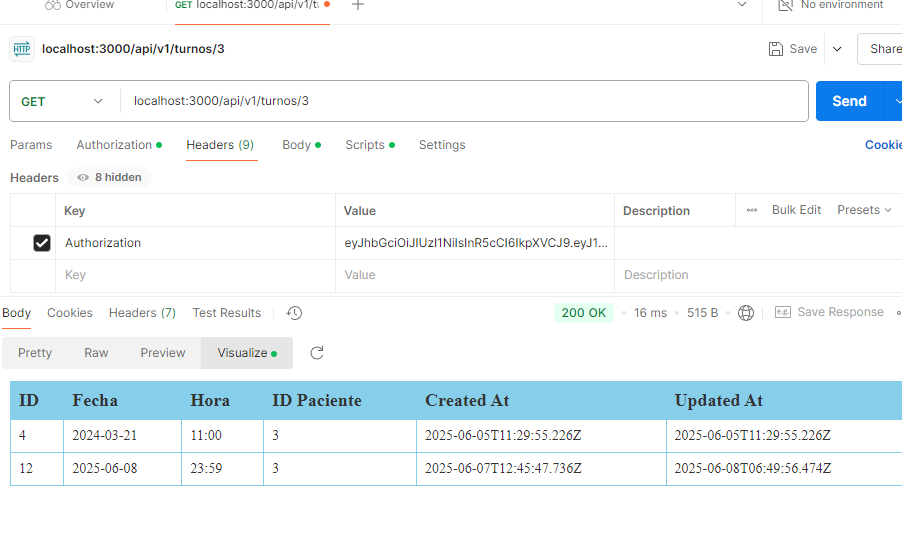 Overview
GET localhost:3000/api/v1/tu
No environment
HTTP localhost:3000/api/v1/turnos/3
Save
Share
GET
localhost:3000/api/v1/turnos/3
Send
Params Authorization Headers (9) Body Scripts Settings
Cookie
Headers 8 hidden
Key Value Description Bulk Edit Presets
Authorization eyJhbGciOiJIUzI1NiIsInR5cCI6IkpXVCJ9.eyJ1...
Key Value Description
Body Cookies Headers (7) Test Results
200 OK 16 ms 515 B e.g. Save Response
Pretty Raw Preview Visualize
ID Fecha Hora ID Paciente Created At Updated At
4 2024-03-21 11:00 3 2025-06-05T11:29:55.226Z 2025-06-05T11:29:55.226Z
12 2025-06-08 23:59 3 2025-06-07T12:45:47.736Z 2025-06-08T06:49:56.474Z